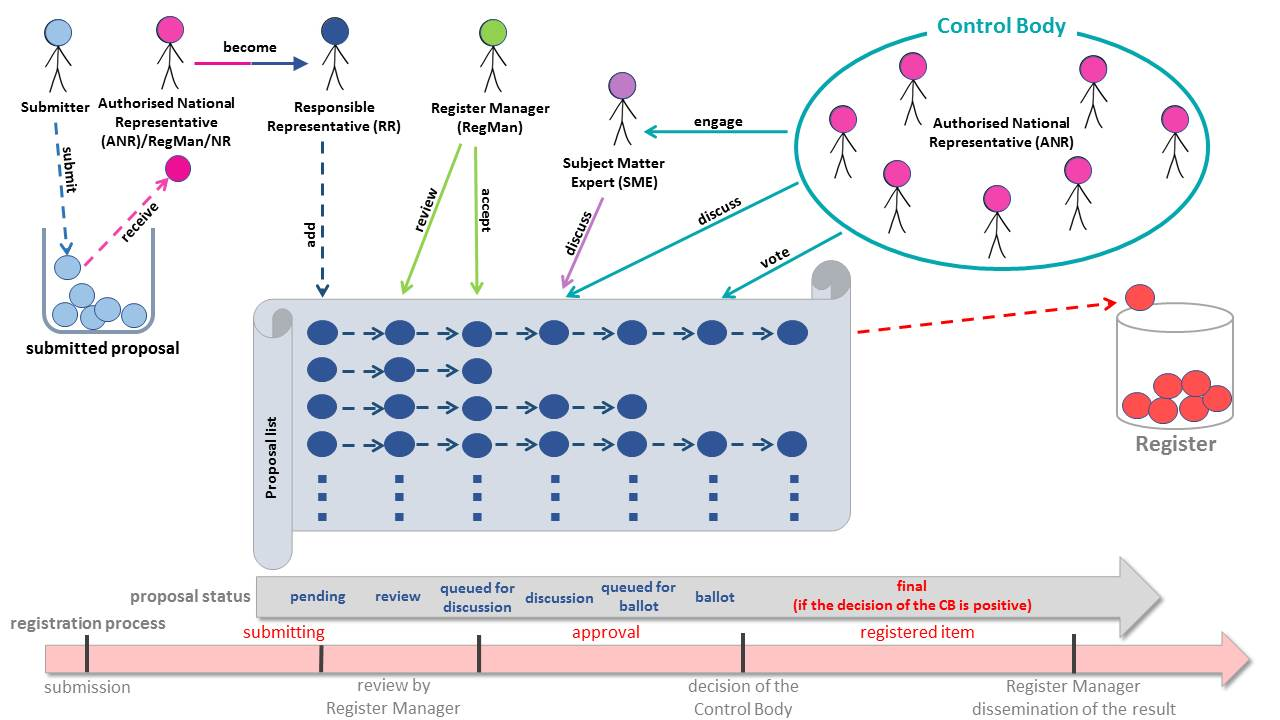 Control Body
become
Submitter
Authorised National
Representative
(ANR)/RegMan/NR
Responsible
Representative (RR)
Register Manager
(RegMan)
engage
Authorised National
Representative (ANR)
Subject Matter
Expert (SME)
submit
receive
add
review
accept
discuss
discuss
vote
submitted proposal
Proposal list
Register
proposal status
pending
review
queued for
discussion
discussion
queued for
ballot
ballot
final
(if the decision of the CB is positive)
registration process
submitting
approval
registered item
submission
review by
Register Manager
decision of the
Control Body
Register Manager
dissemination of the result